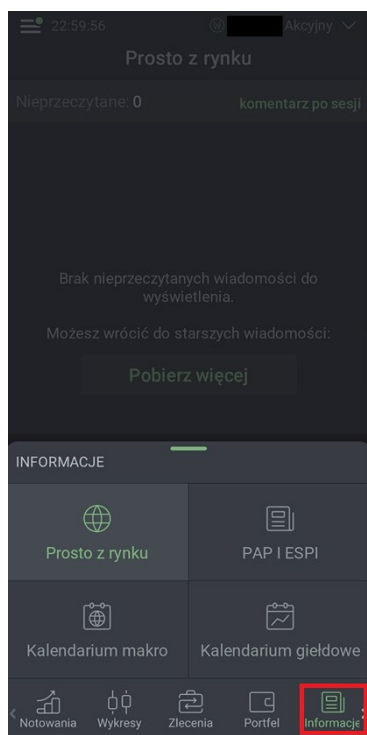 22:59:56 Akcyjny
Prosto z rynku
Nieprzeczytane: 0 komentarz po sesji
Brak nieprzeczytanych wiadomości do
wyświetlenia.
Możesz wrócić do starszych wiadomości:
Pobierz więcej
INFORMACJE
Prosto z rynku PAP I ESPI
Kalendarium makro Kalendarium giełdowe
Notowania Wykresy Zlecenia Portfel Informacje